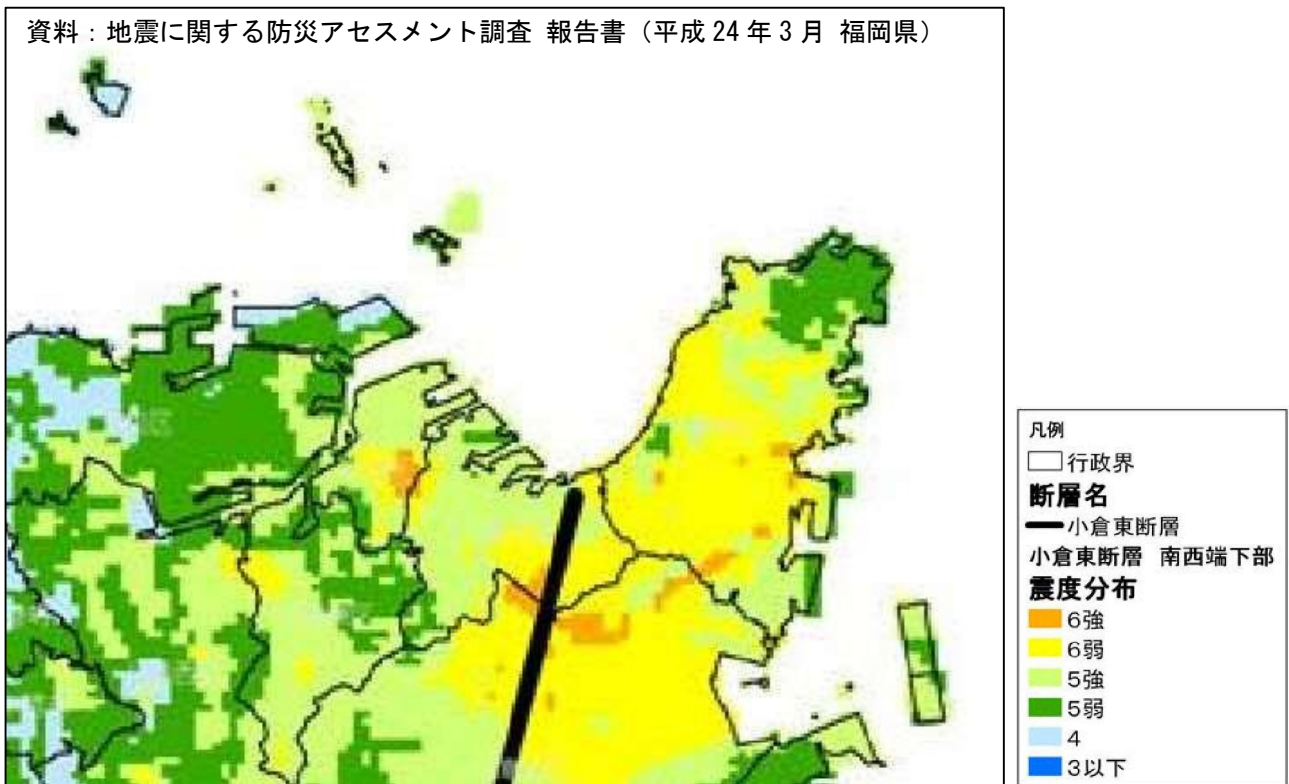 資料：地震に関する防災アセスメント調査 報告書（平成24年3月 福岡県）
凡例
行政界
断層名
小倉東断層
小倉東断層 南西端下部
震度分布
6強
6弱
5強
5弱
4
3以下